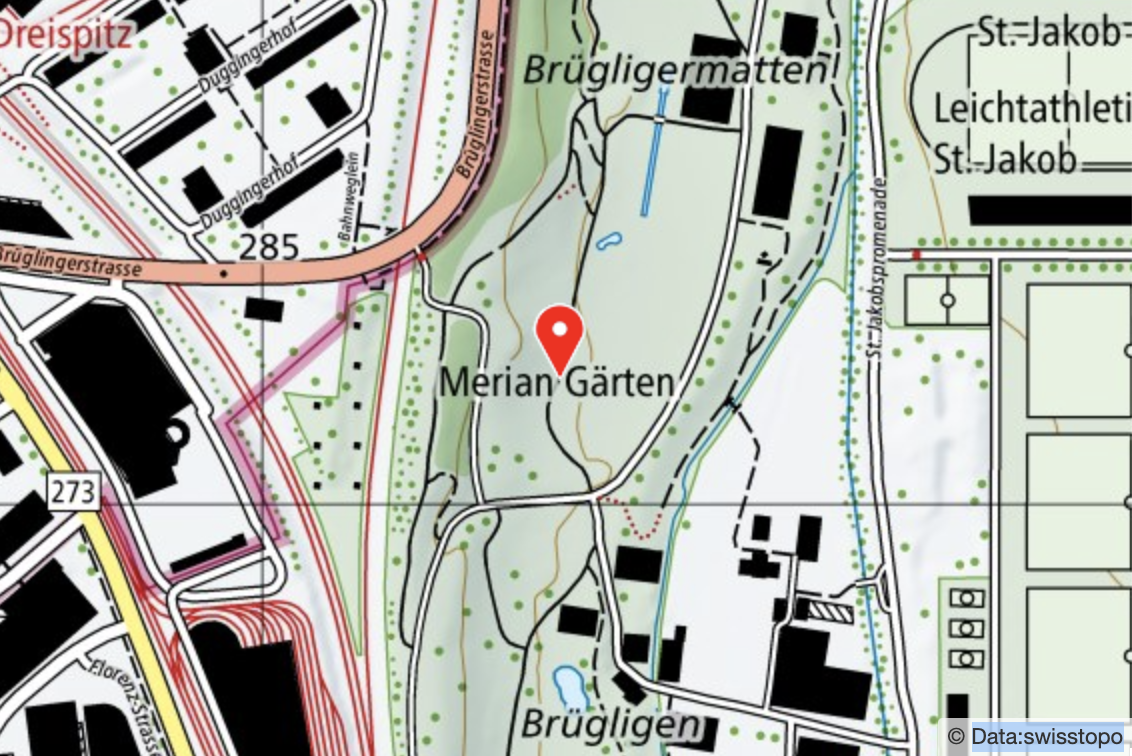 Dreispitz
Duggingerhof
Brüglingerstrasse
Brügligermatten
St. Jakob
Leichtathleti
St. Jakob
Duggingerhof
Bahnweglein
285
Brüglingerstrasse
St. Jakobspromenade
Merian Gärten
273
Florenz-Strasse
Brügligen
© Data:swisstopo